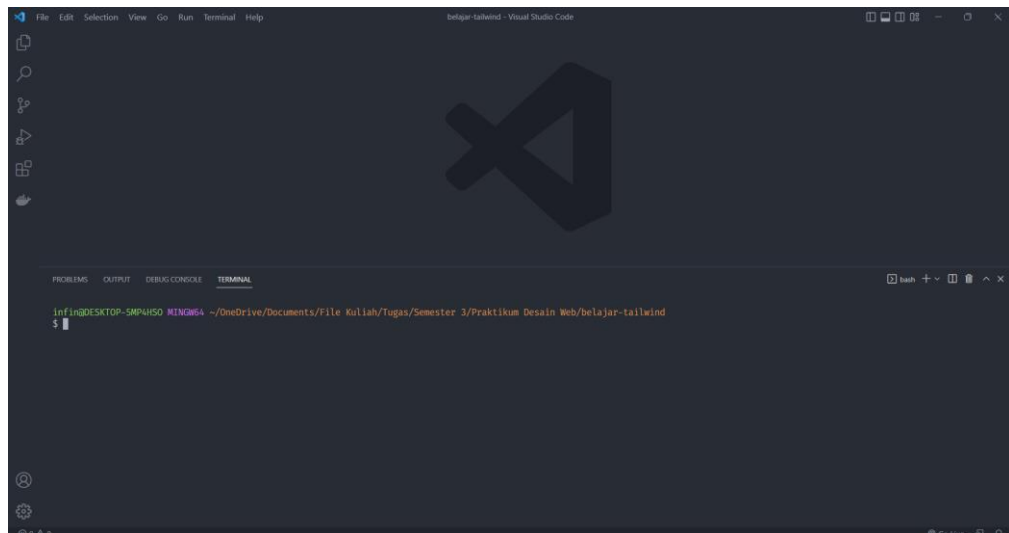 File Edit Selection View Go Run Terminal Help belajar-tailwind - Visual Studio Code
PROBLEMS OUTPUT DEBUG CONSOLE TERMINAL bash
infin@DESKTOP-SMP4HSO MINGW64 ~/OneDrive/Documents/File Kuliah/Tugas/Semester 3/Praktikum Desain Web/belajar-tailwind
$